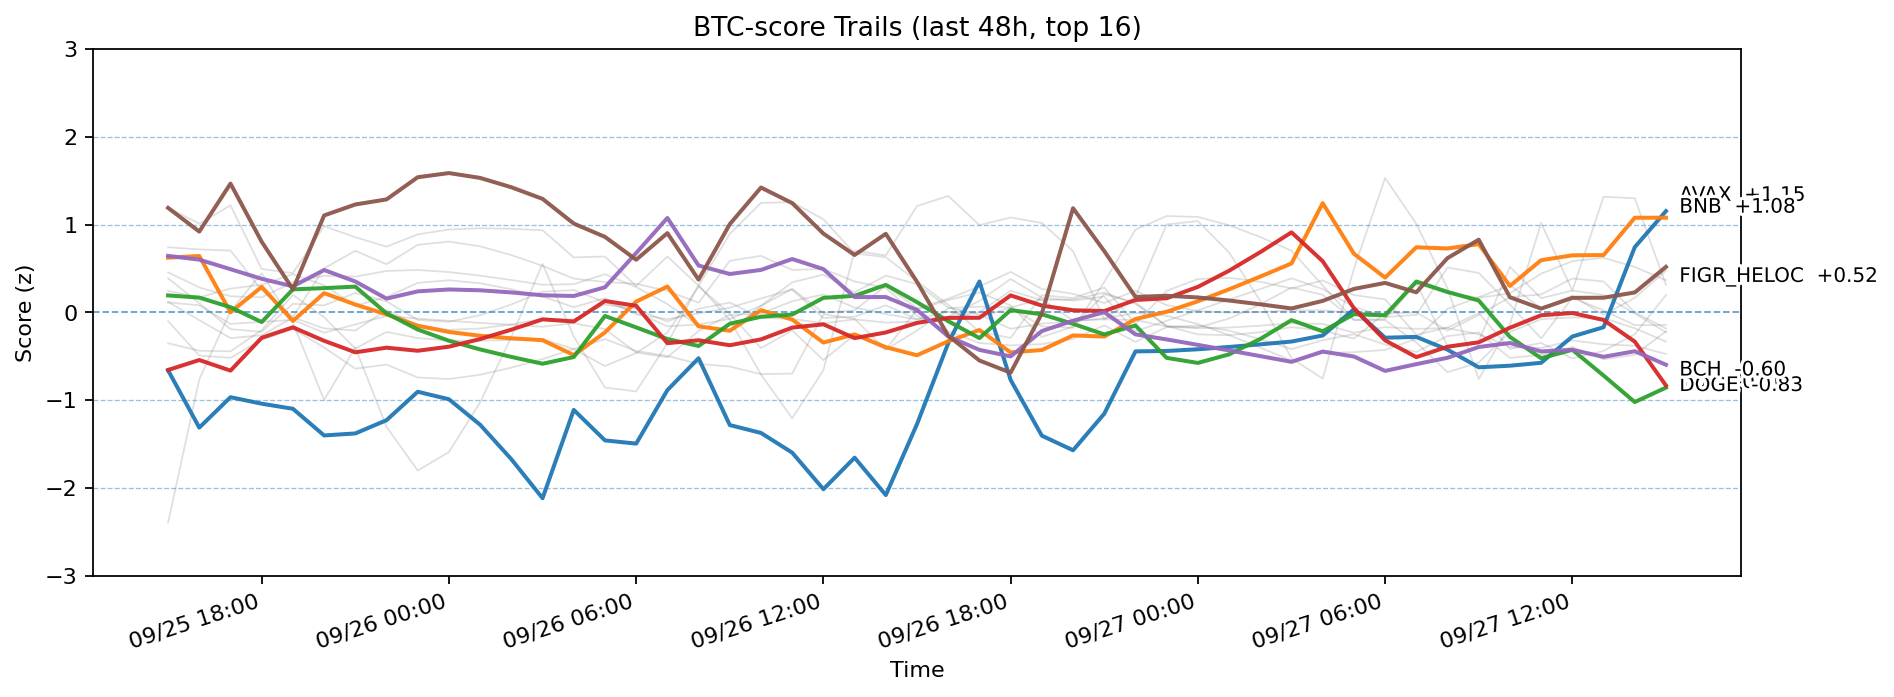 BTC-score Trails (last 48h, top 16)
Score (z)
3
2
1
0
−1
−2
−3
AVAX +1.15
BNB +1.08
FIGR_HELOC +0.52
BCH -0.60
DOGE -0.83
09/25 18:00
09/26 00:00
09/26 06:00
09/26 12:00
09/26 18:00
09/27 00:00
09/27 06:00
09/27 12:00
Time